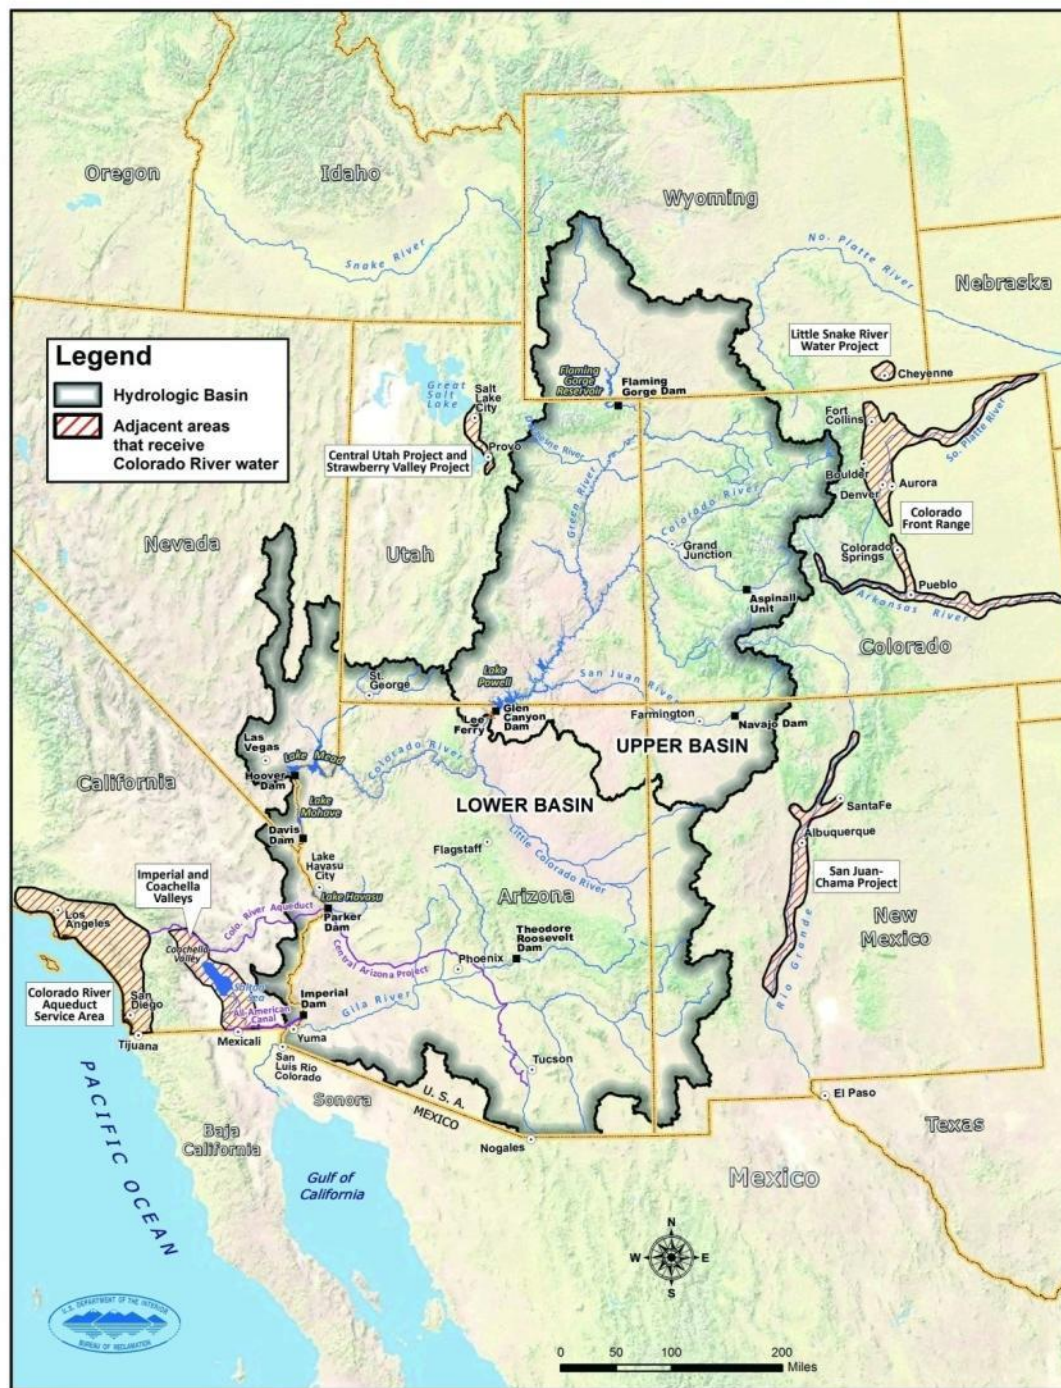 Oregon
Idaho
Wyoming
Snake River
No. Platte River
Nebraska
Legend
Hydrologic Basin
Adjacent areas
that receive
Colorado River water
Little Snake River
Water Project
Cheyenne
Flaming
Gorge
Reservoir
Flaming
Gorge Dam
Great
Salt
Lake
Salt
Lake
City
Provo
Duchesne River
Central Utah Project and
Strawberry Valley Project
Fort
Collins
So. Platte River
Boulder
Denver
Aurora
Colorado
Front Range
Green River
Colorado River
Grand
Junction
Colorado
Springs
Nevada
Utah
Aspinall
Unit
Pueblo
Arkansas River
Colorado
St.
George
Lake
Powell
San Juan River
Lee
Ferry
Glen
Canyon
Dam
Farmington
Navajo Dam
UPPER BASIN
Las
Vegas
Lake Mead
Hoover
Dam
Colorado River
California
LOWER BASIN
Lake
Mohave
Davis
Dam
SantaFe
Albuquerque
Flagstaff
Little Colorado River
Lake
Havasu
City
Lake Havasu
Arizona
San Juan-
Chama Project
Imperial and
Coachella
Valleys
Los
Angeles
Colo. River Aqueduct
Parker
Dam
New
Mexico
Rio Grande
Coachella
Valley
Central Arizona Project
Theodore
Roosevelt
Dam
Phoenix
Colorado River
Aqueduct
Service Area
San
Diego
Salton
Sea
All-American
Canal
Imperial
Dam
Gila River
Tijuana
Mexicali
Yuma
San
Luis Rio
Colorado
Tucson
U.S.A.
MEXICO
Sonora
Nogales
El Paso
Texas
Baja
California
Mexico
PACIFIC OCEAN
Gulf of
California
N
W
E
S
U.S. DEPARTMENT OF THE INTERIOR
BUREAU OF RECLAMATION
0 50 100 200
Miles